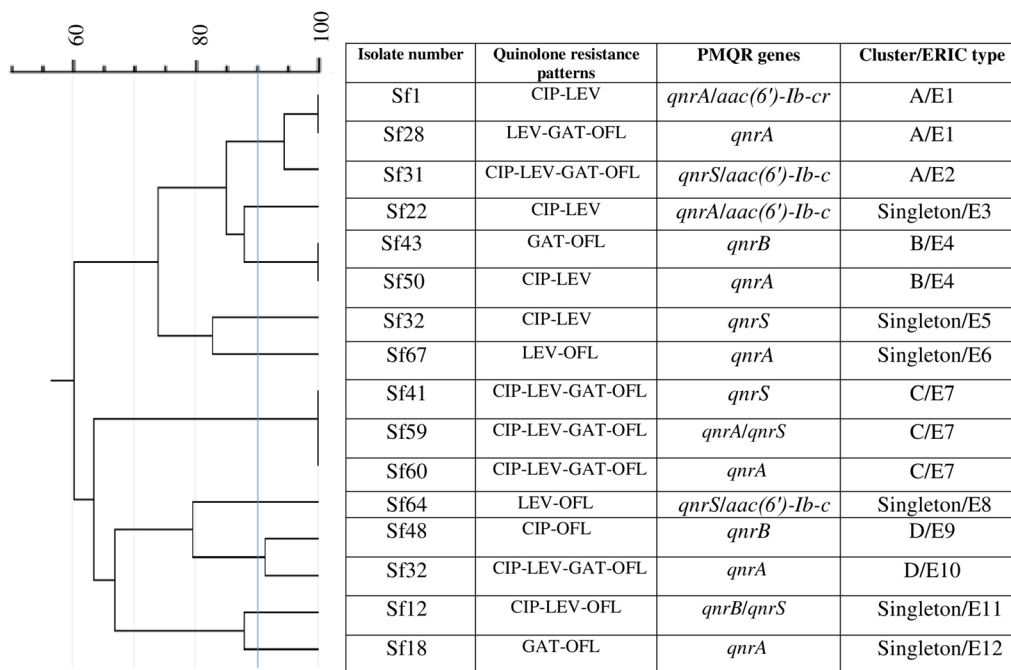 60 80 100
Isolate number Quinolone resistance patterns PMQR genes Cluster/ERIC type
Sf1 CIP-LEV qnrA/aac(6')-Ib-cr A/E1
Sf28 LEV-GAT-OFL qnrA A/E1
Sf31 CIP-LEV-GAT-OFL qnrS/aac(6')-Ib-c A/E2
Sf22 CIP-LEV qnrA/aac(6')-Ib-c Singleton/E3
Sf43 GAT-OFL qnrB B/E4
Sf50 CIP-LEV qnrA B/E4
Sf32 CIP-LEV qnrS Singleton/E5
Sf67 LEV-OFL qnrA Singleton/E6
Sf41 CIP-LEV-GAT-OFL qnrS C/E7
Sf59 CIP-LEV-GAT-OFL qnrA/qnrS C/E7
Sf60 CIP-LEV-GAT-OFL qnrA C/E7
Sf64 LEV-OFL qnrS/aac(6')-Ib-c Singleton/E8
Sf48 CIP-OFL qnrB D/E9
Sf32 CIP-LEV-GAT-OFL qnrA D/E10
Sf12 CIP-LEV-OFL qnrB/qnrS Singleton/E11
Sf18 GAT-OFL qnrA Singleton/E12